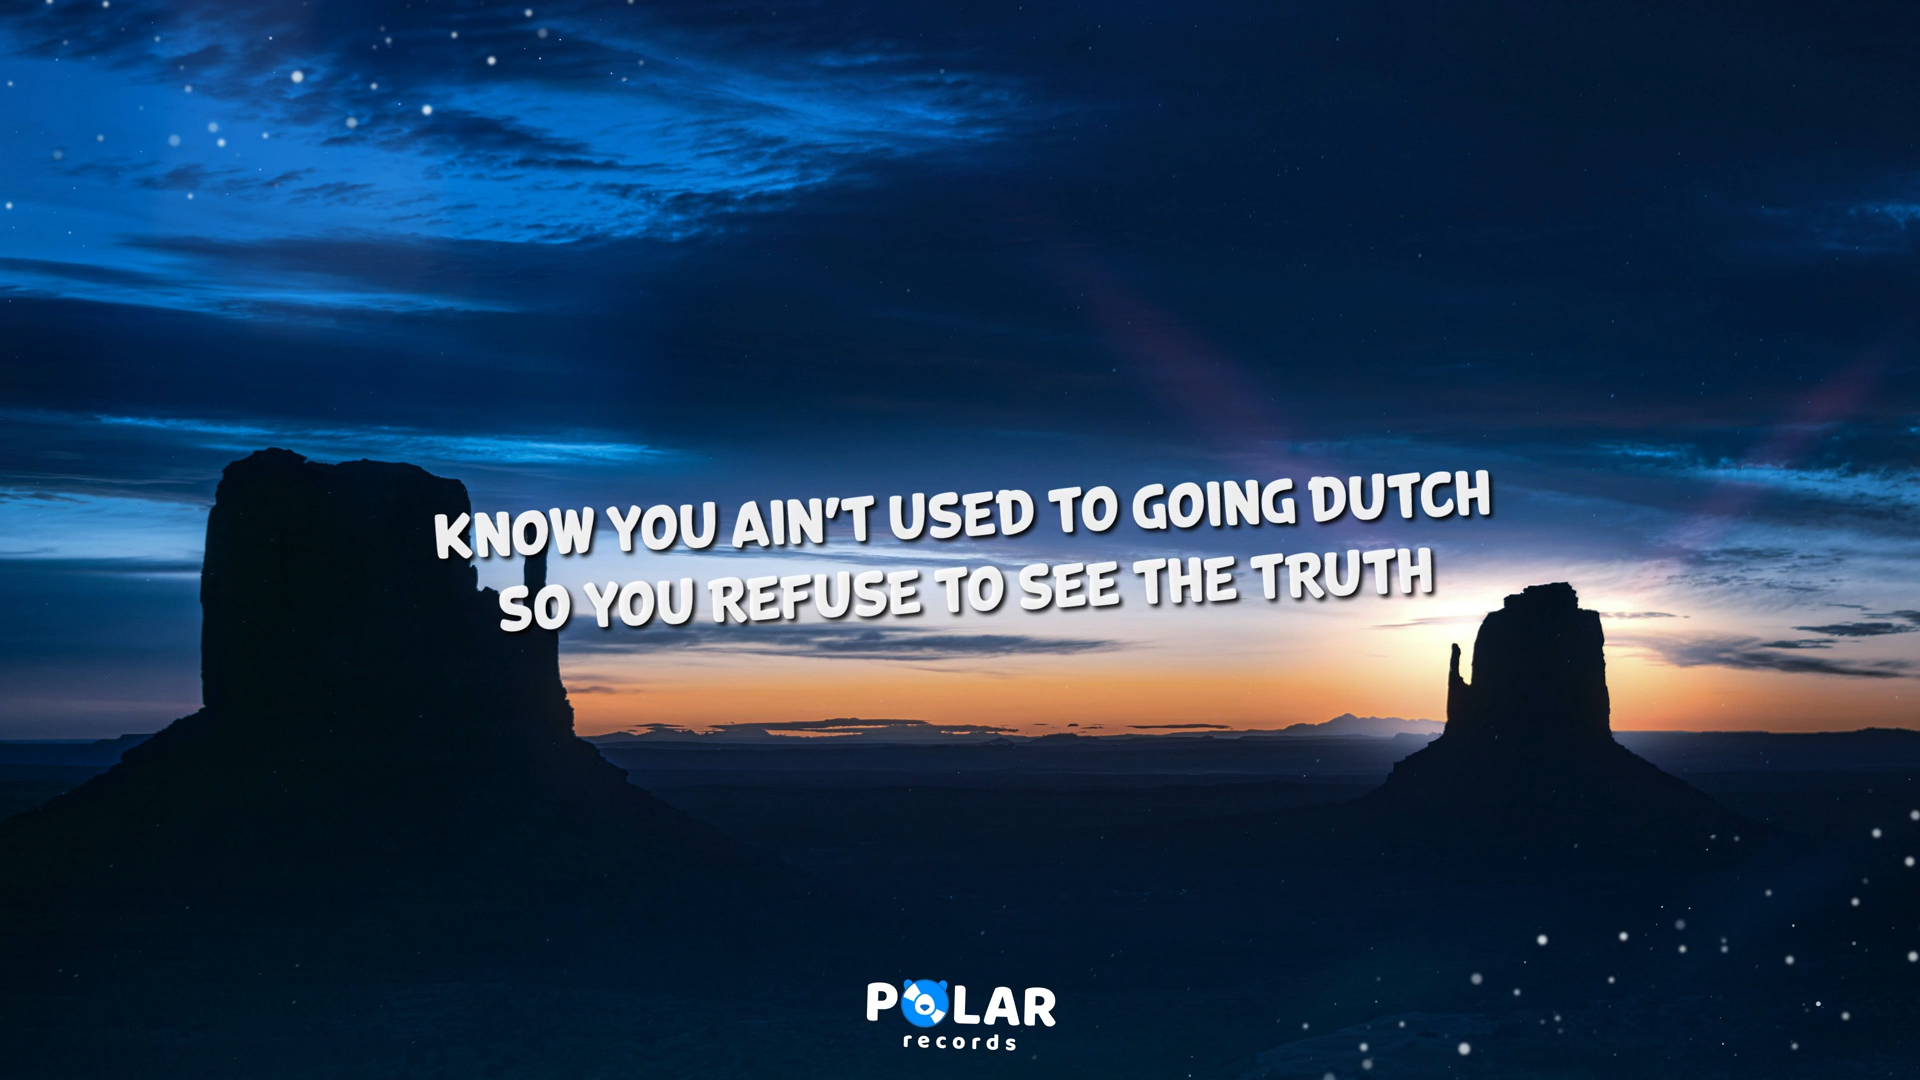 KNOW YOU AIN'T USED TO GOING DUTCH
SO YOU REFUSE TO SEE THE TRUTH
POLAR
records